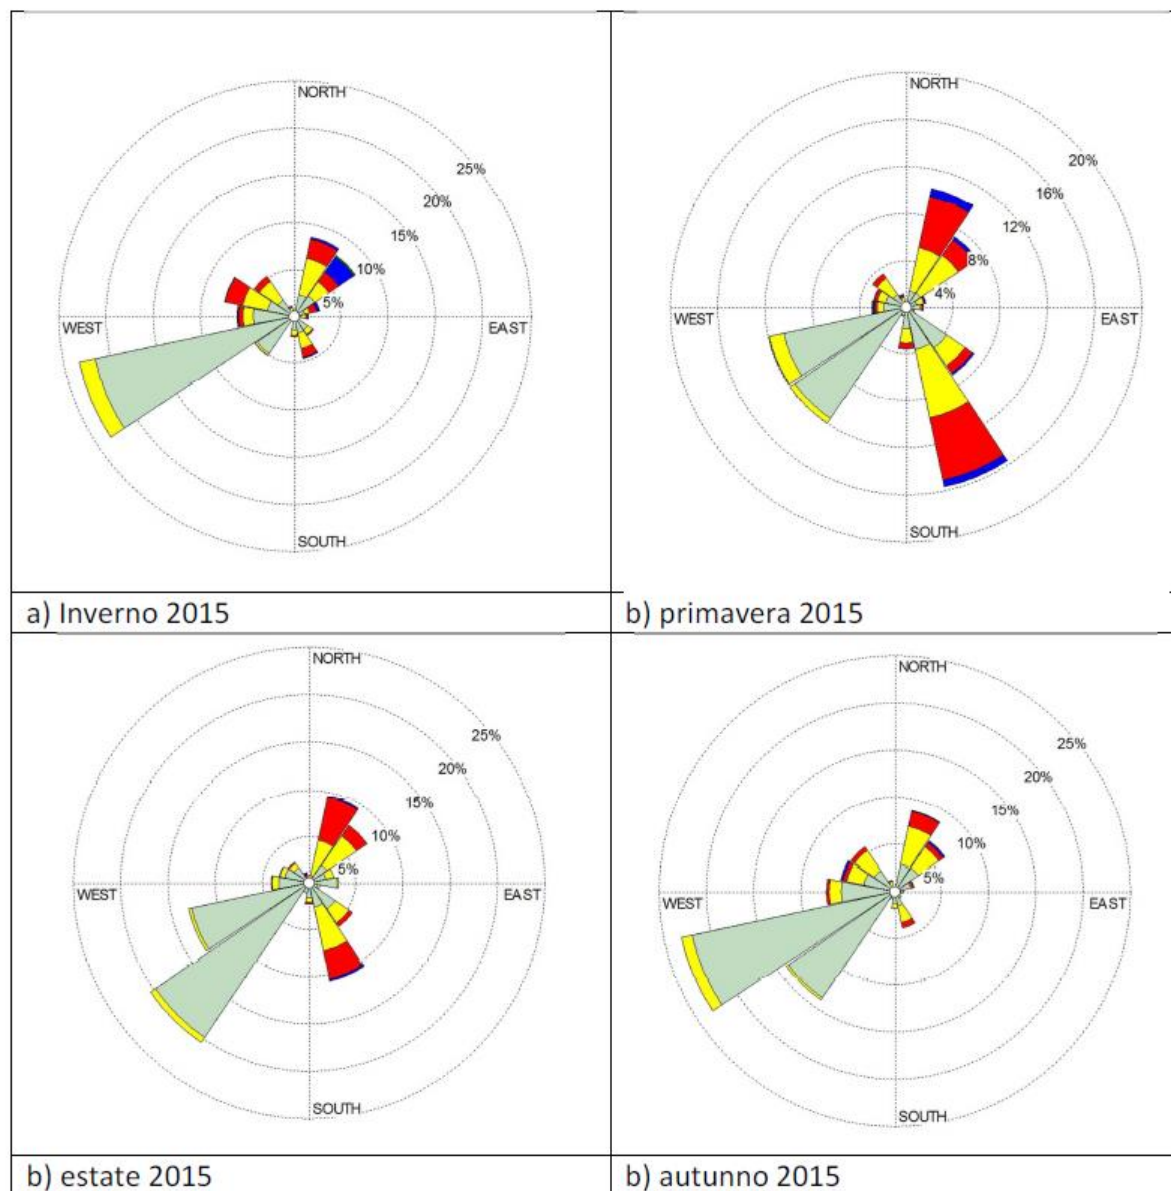 NORTH
25%
20%
15%
10%
5%
WEST
EAST
SOUTH
a) Inverno 2015
NORTH
20%
16%
12%
8%
4%
WEST
EAST
SOUTH
b) primavera 2015
NORTH
25%
20%
15%
10%
5%
WEST
EAST
SOUTH
b) estate 2015
NORTH
25%
20%
15%
10%
5%
WEST
EAST
SOUTH
b) autunno 2015